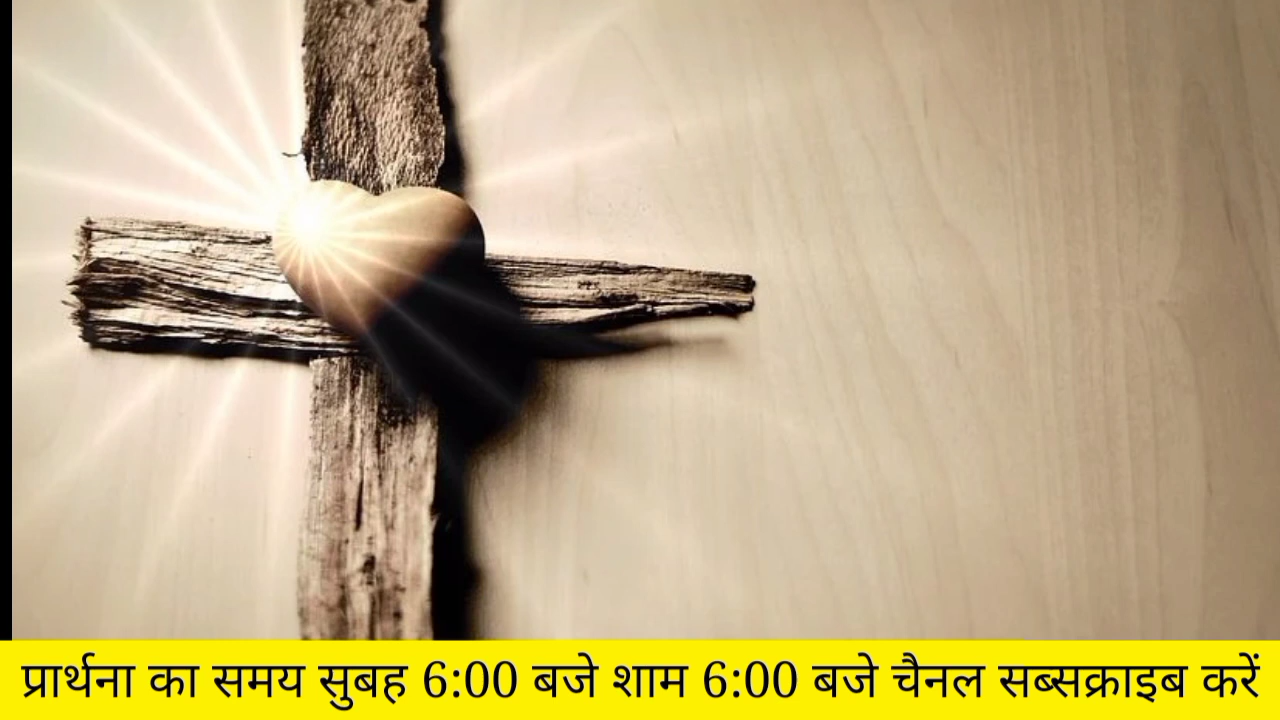 प्रार्थना का समय सुबह 6:00 बजे शाम 6:00 बजे चैनल सब्सक्राइब करें